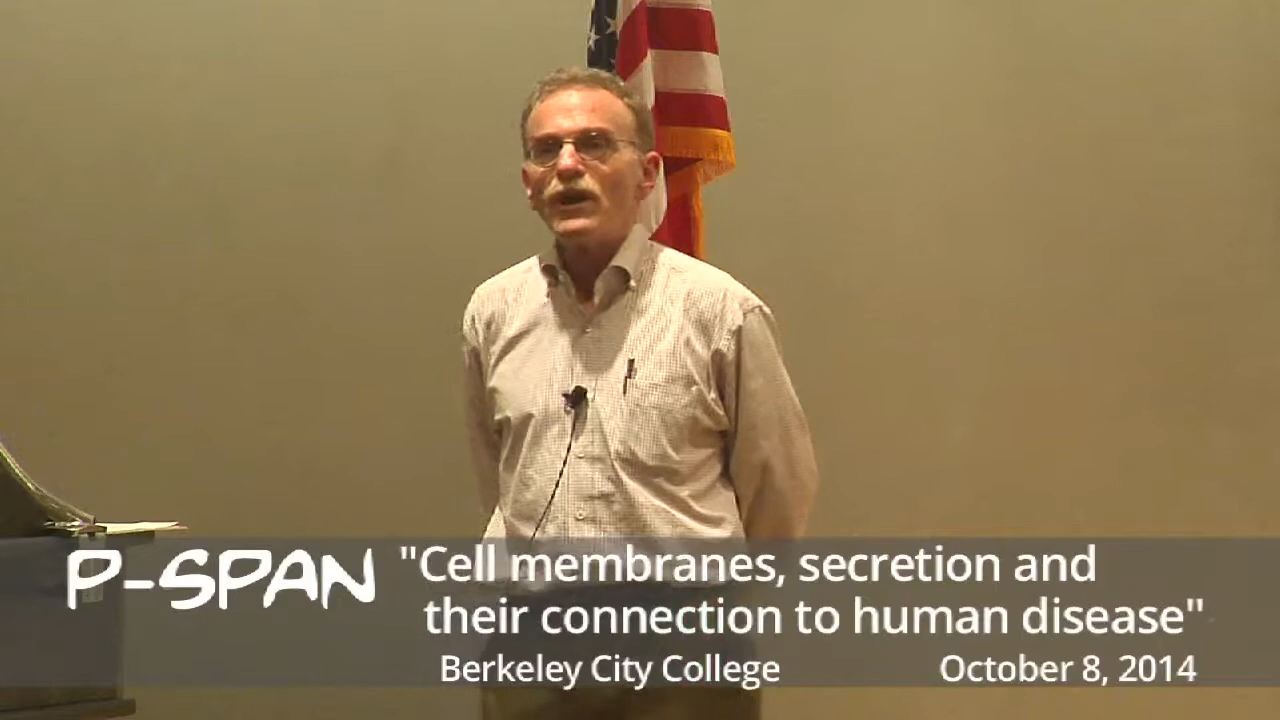 P-SPAN
"Cell membranes, secretion and
their connection to human disease"
Berkeley City College
October 8, 2014